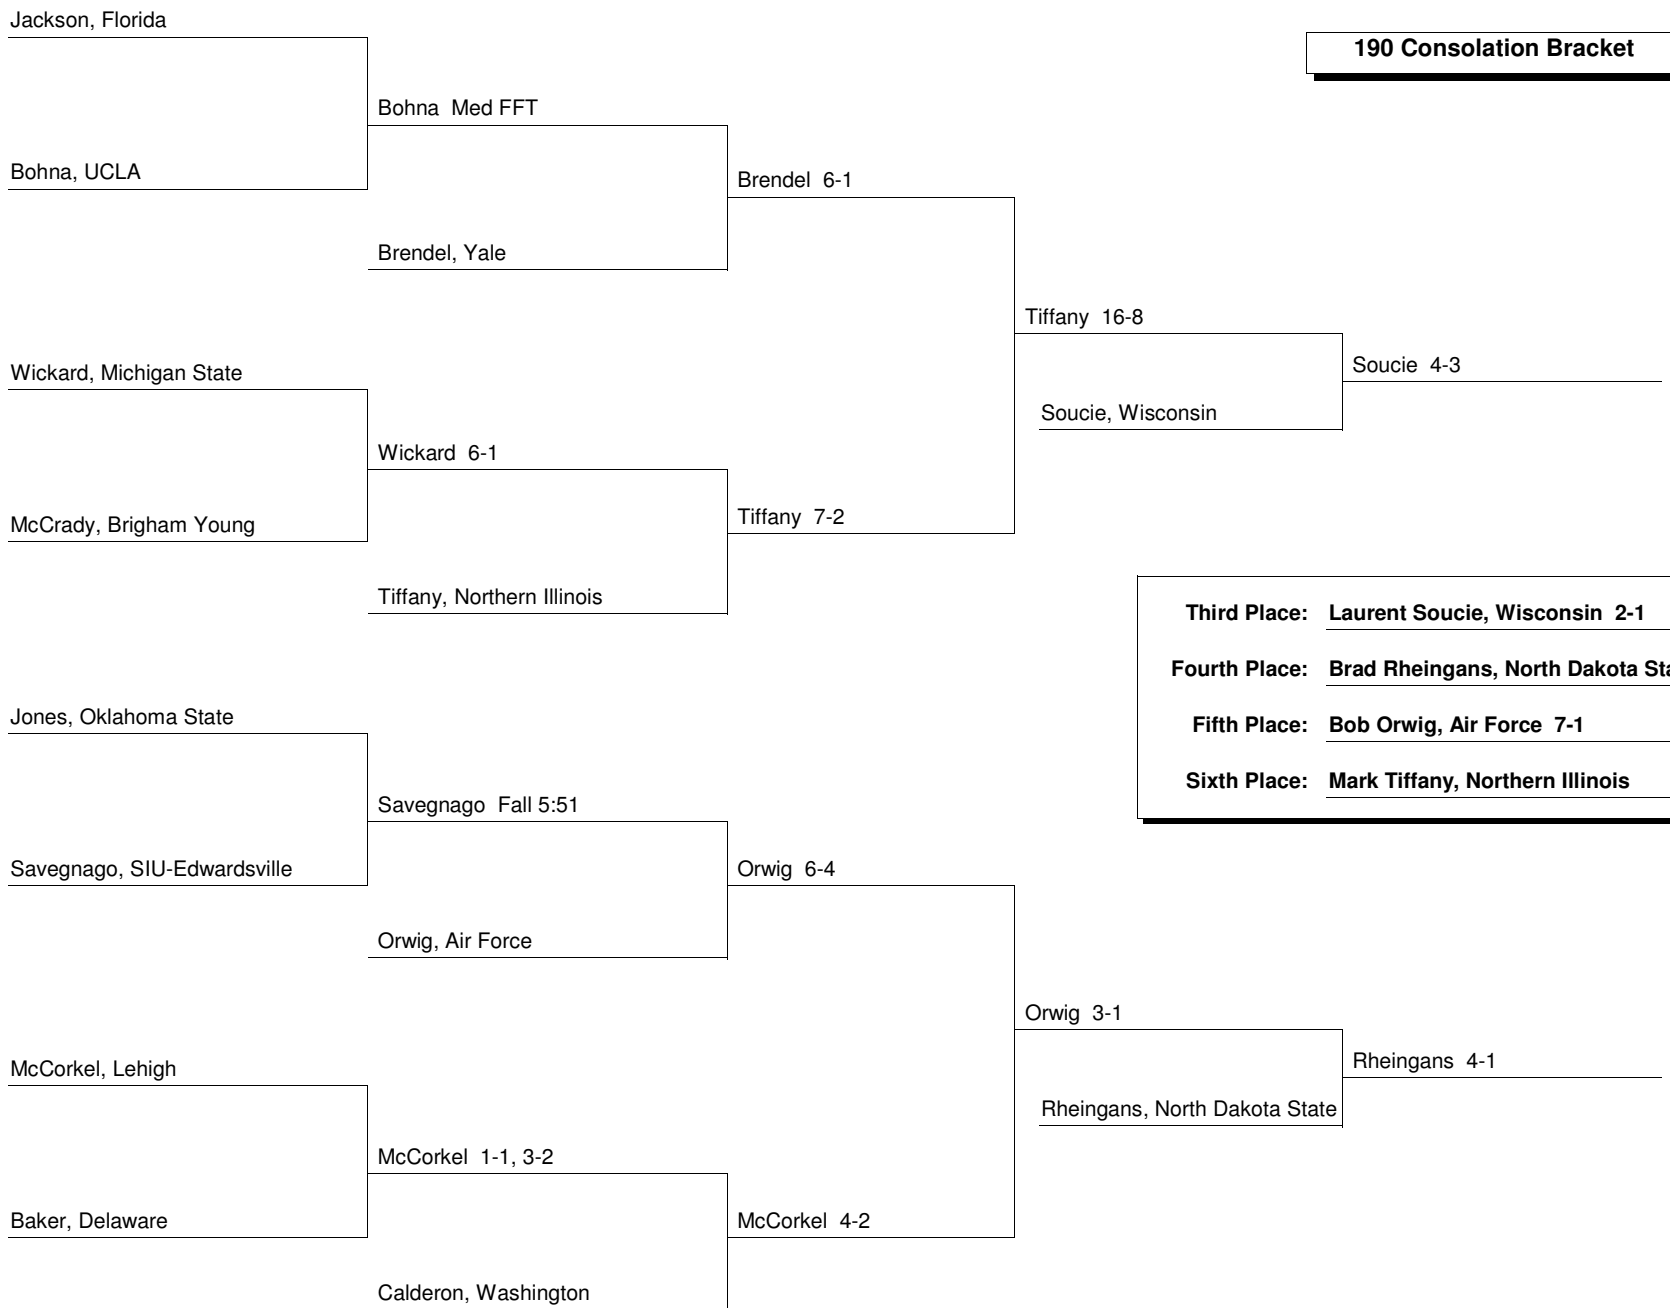 Jackson, Florida
190 Consolation Bracket
Bohna Med FFT
Bohna, UCLA
Brendel 6-1
Brendel, Yale
Tiffany 16-8
Soucie 4-3
Wickard, Michigan State
Soucie, Wisconsin
Wickard 6-1
Tiffany 7-2
McCrady, Brigham Young
Tiffany, Northern Illinois
Third Place: Laurent Soucie, Wisconsin 2-1
Fourth Place: Brad Rheingans, North Dakota Sta
Jones, Oklahoma State
Fifth Place: Bob Orwig, Air Force 7-1
Sixth Place: Mark Tiffany, Northern Illinois
Savegnago Fall 5:51
Savegnago, SIU-Edwardsville
Orwig 6-4
Orwig, Air Force
Orwig 3-1
Rheingans 4-1
McCorkel, Lehigh
Rheingans, North Dakota State
McCorkel 1-1, 3-2
Baker, Delaware
McCorkel 4-2
Calderon, Washington